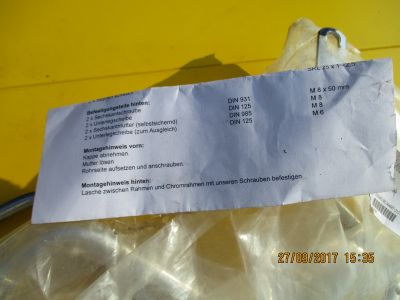 Befestigungsteile hinten:
2 x Sechskantschraube DIN 931 M 8 x 50 mm
2 x Unterlegscheibe DIN 125 M 8
2 x Sechskantmutter (selbstsichernd) DIN 985 M 8
2 x Unterlegscheibe (zum Ausgleich) DIN 125 M 6
Montagehinweis vorn:
Kappe abnehmen.
Mutter lösen
Rohrseite aufsetzen und anschrauben.
Montagehinweis hinten:
Lasche zwischen Rahmen und Chromrahmen mit unseren Schrauben befestigen
27/09/2017 15:35